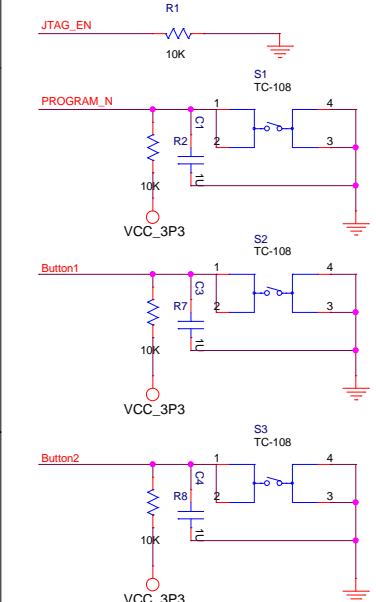 R1
JTAG_EN
10K
S1
TC-108
PROGRAM_N
1
4
C1
R2
2
3
10K
1U
VCC_3P3
S2
TC-108
Button1
1
4
C3
R7
2
3
10K
1U
VCC_3P3
S3
TC-108
Button2
1
4
C4
R8
2
3
10K
1U
VCC_3P3